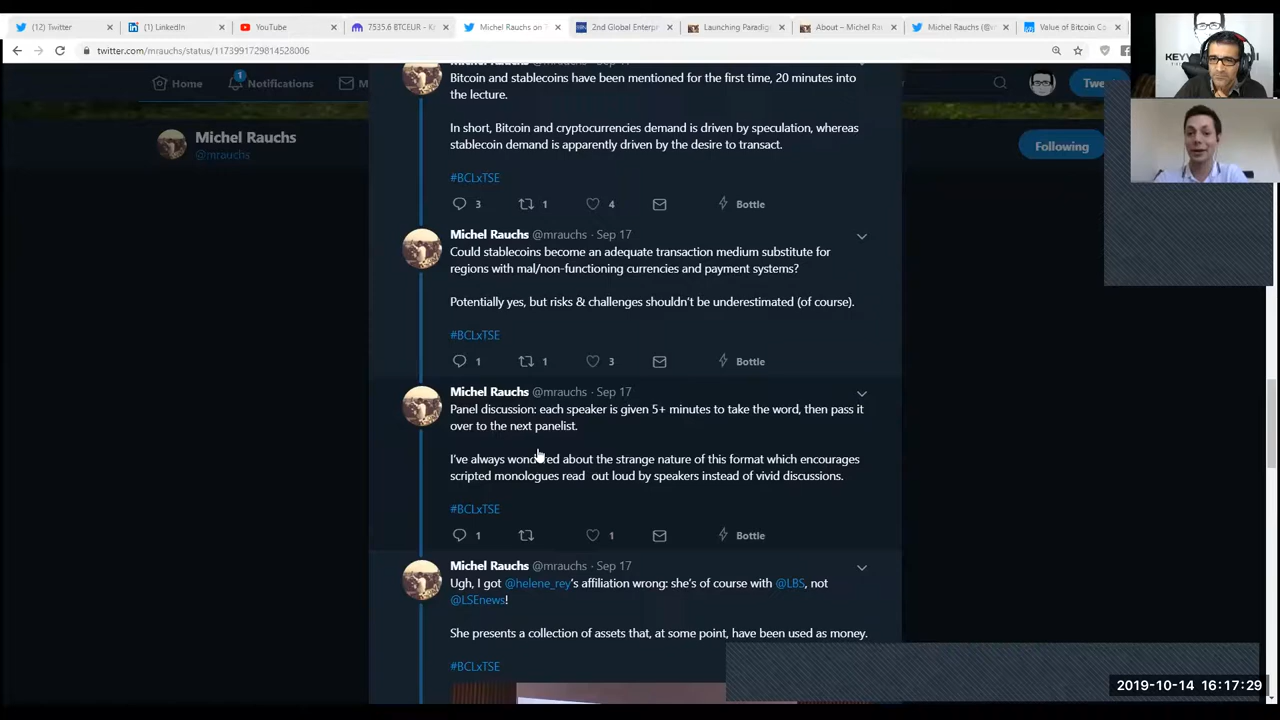 (12) Twitter
(1) LinkedIn
YouTube
7535.6 BTCEUR – K
Michel Rauchs on T
2nd Global Enterpr
Launching Paradig
About – Michel Ra
Michel Rauchs (@
Value of Bitcoin Co
twitter.com/mrauchs/status/1173991729814528006
KEY
Home
1
Notifications
M
Twe
Michel Rauchs
@mrauchs
Following
Michel Rauchs @mrauchs · Sep 17
Bitcoin and stablecoins have been mentioned for the first time, 20 minutes into
the lecture.
In short, Bitcoin and cryptocurrencies demand is driven by speculation, whereas
stablecoin demand is apparently driven by the desire to transact.
#BCLxTSE
3 1 4 Bottle
Michel Rauchs @mrauchs · Sep 17
Could stablecoins become an adequate transaction medium substitute for
regions with mal/non-functioning currencies and payment systems?
Potentially yes, but risks & challenges shouldn't be underestimated (of course).
#BCLxTSE
1 1 3 Bottle
Michel Rauchs @mrauchs · Sep 17
Panel discussion: each speaker is given 5+ minutes to take the word, then pass it
over to the next panelist.
I've always wondered about the strange nature of this format which encourages
scripted monologues read out loud by speakers instead of vivid discussions.
#BCLxTSE
1 1 Bottle
Michel Rauchs @mrauchs · Sep 17
Ugh, I got @helene_rey's affiliation wrong: she's of course with @LBS, not
@LSEnews!
She presents a collection of assets that, at some point, have been used as money.
#BCLxTSE
2019-10-14 16:17:29